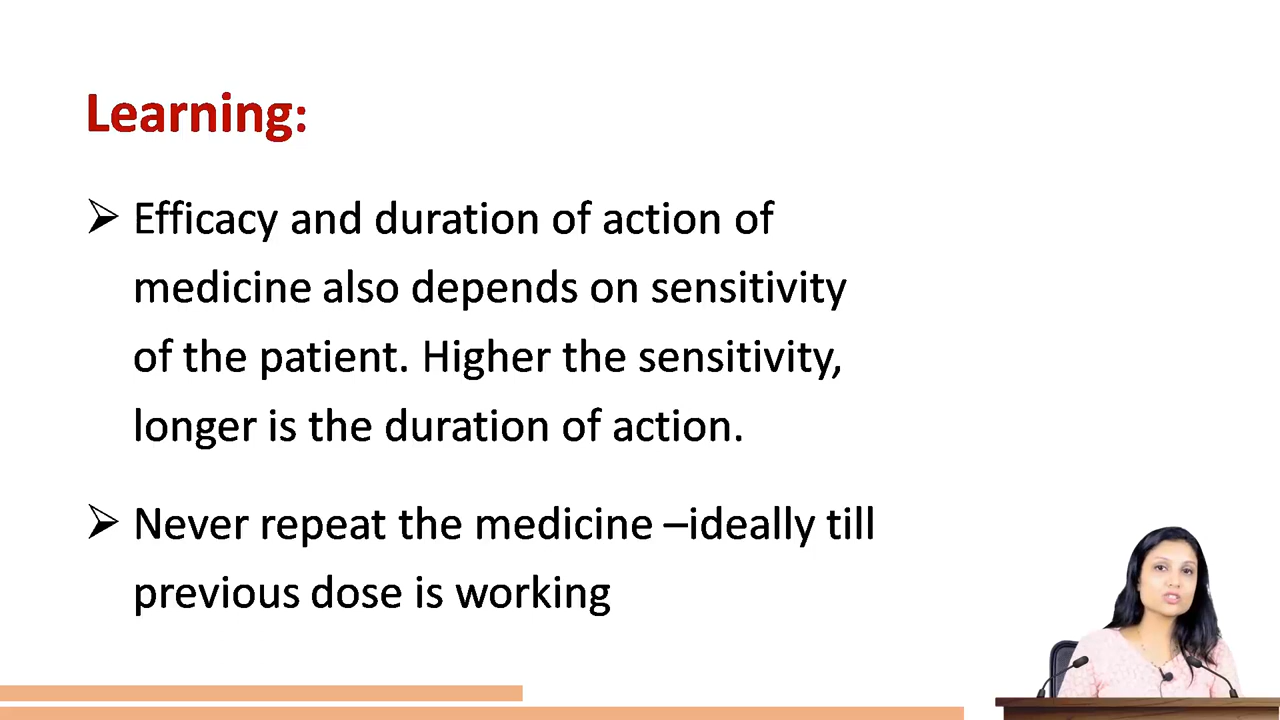 Learning:
➢ Efficacy and duration of action of
medicine also depends on sensitivity
of the patient. Higher the sensitivity,
longer is the duration of action.
➢ Never repeat the medicine –ideally till
previous dose is working